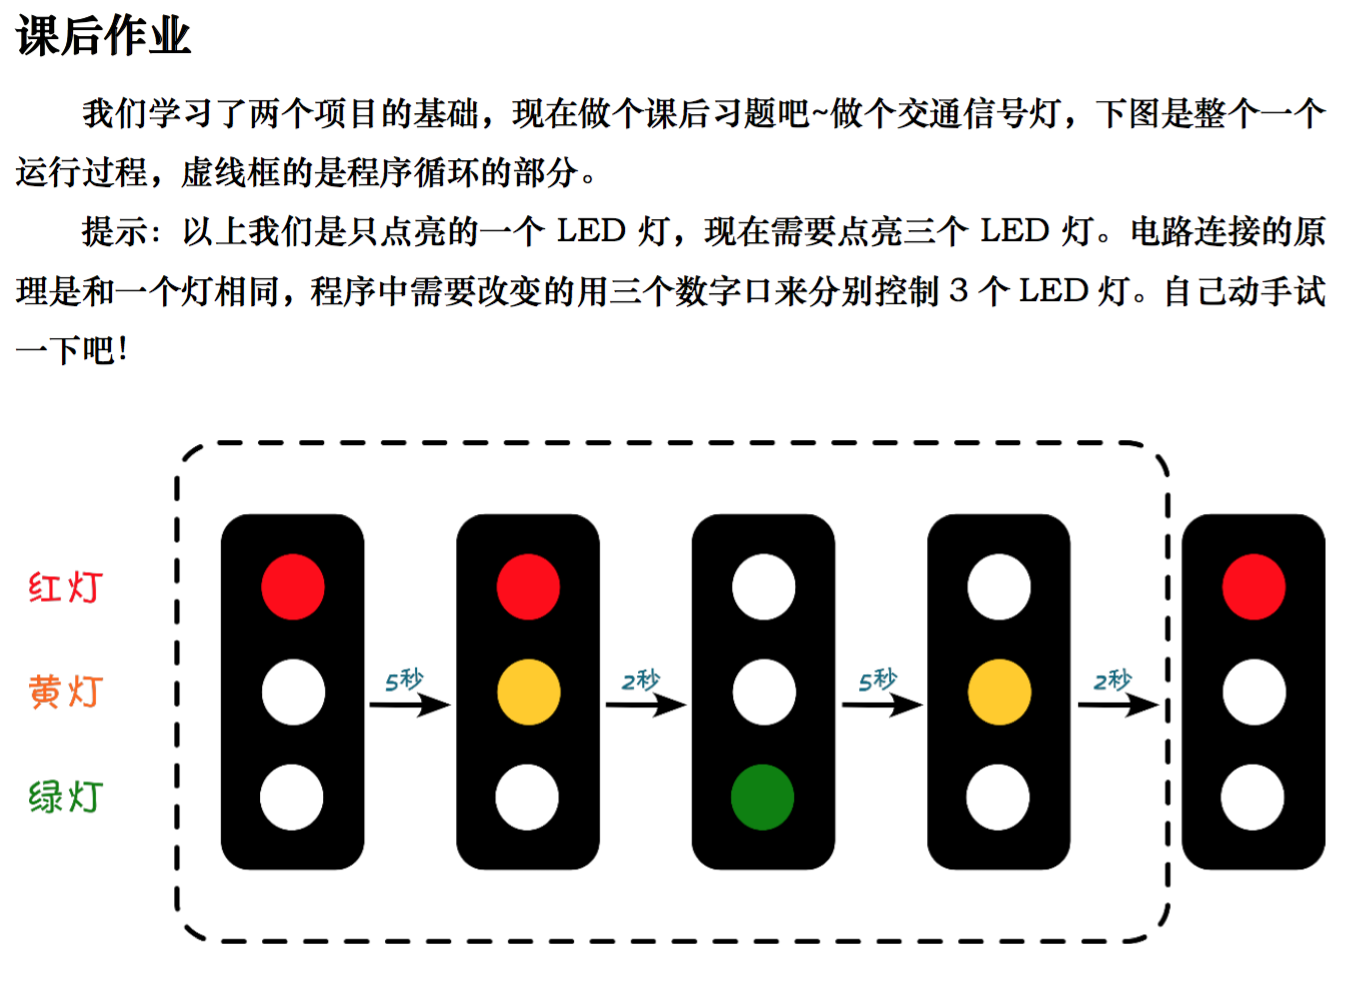 课后作业
我们学习了两个项目的基础，现在做个课后习题吧~做个交通信号灯，下图是整个一个
运行过程，虚线框的是程序循环的部分。
提示：以上我们是只点亮的一个 LED 灯，现在需要点亮三个 LED 灯。电路连接的原
理是和一个灯相同，程序中需要改变的用三个数字口来分别控制 3 个 LED 灯。自己动手试
一下吧！
红灯
黄灯
绿灯
5秒
2秒
5秒
2秒